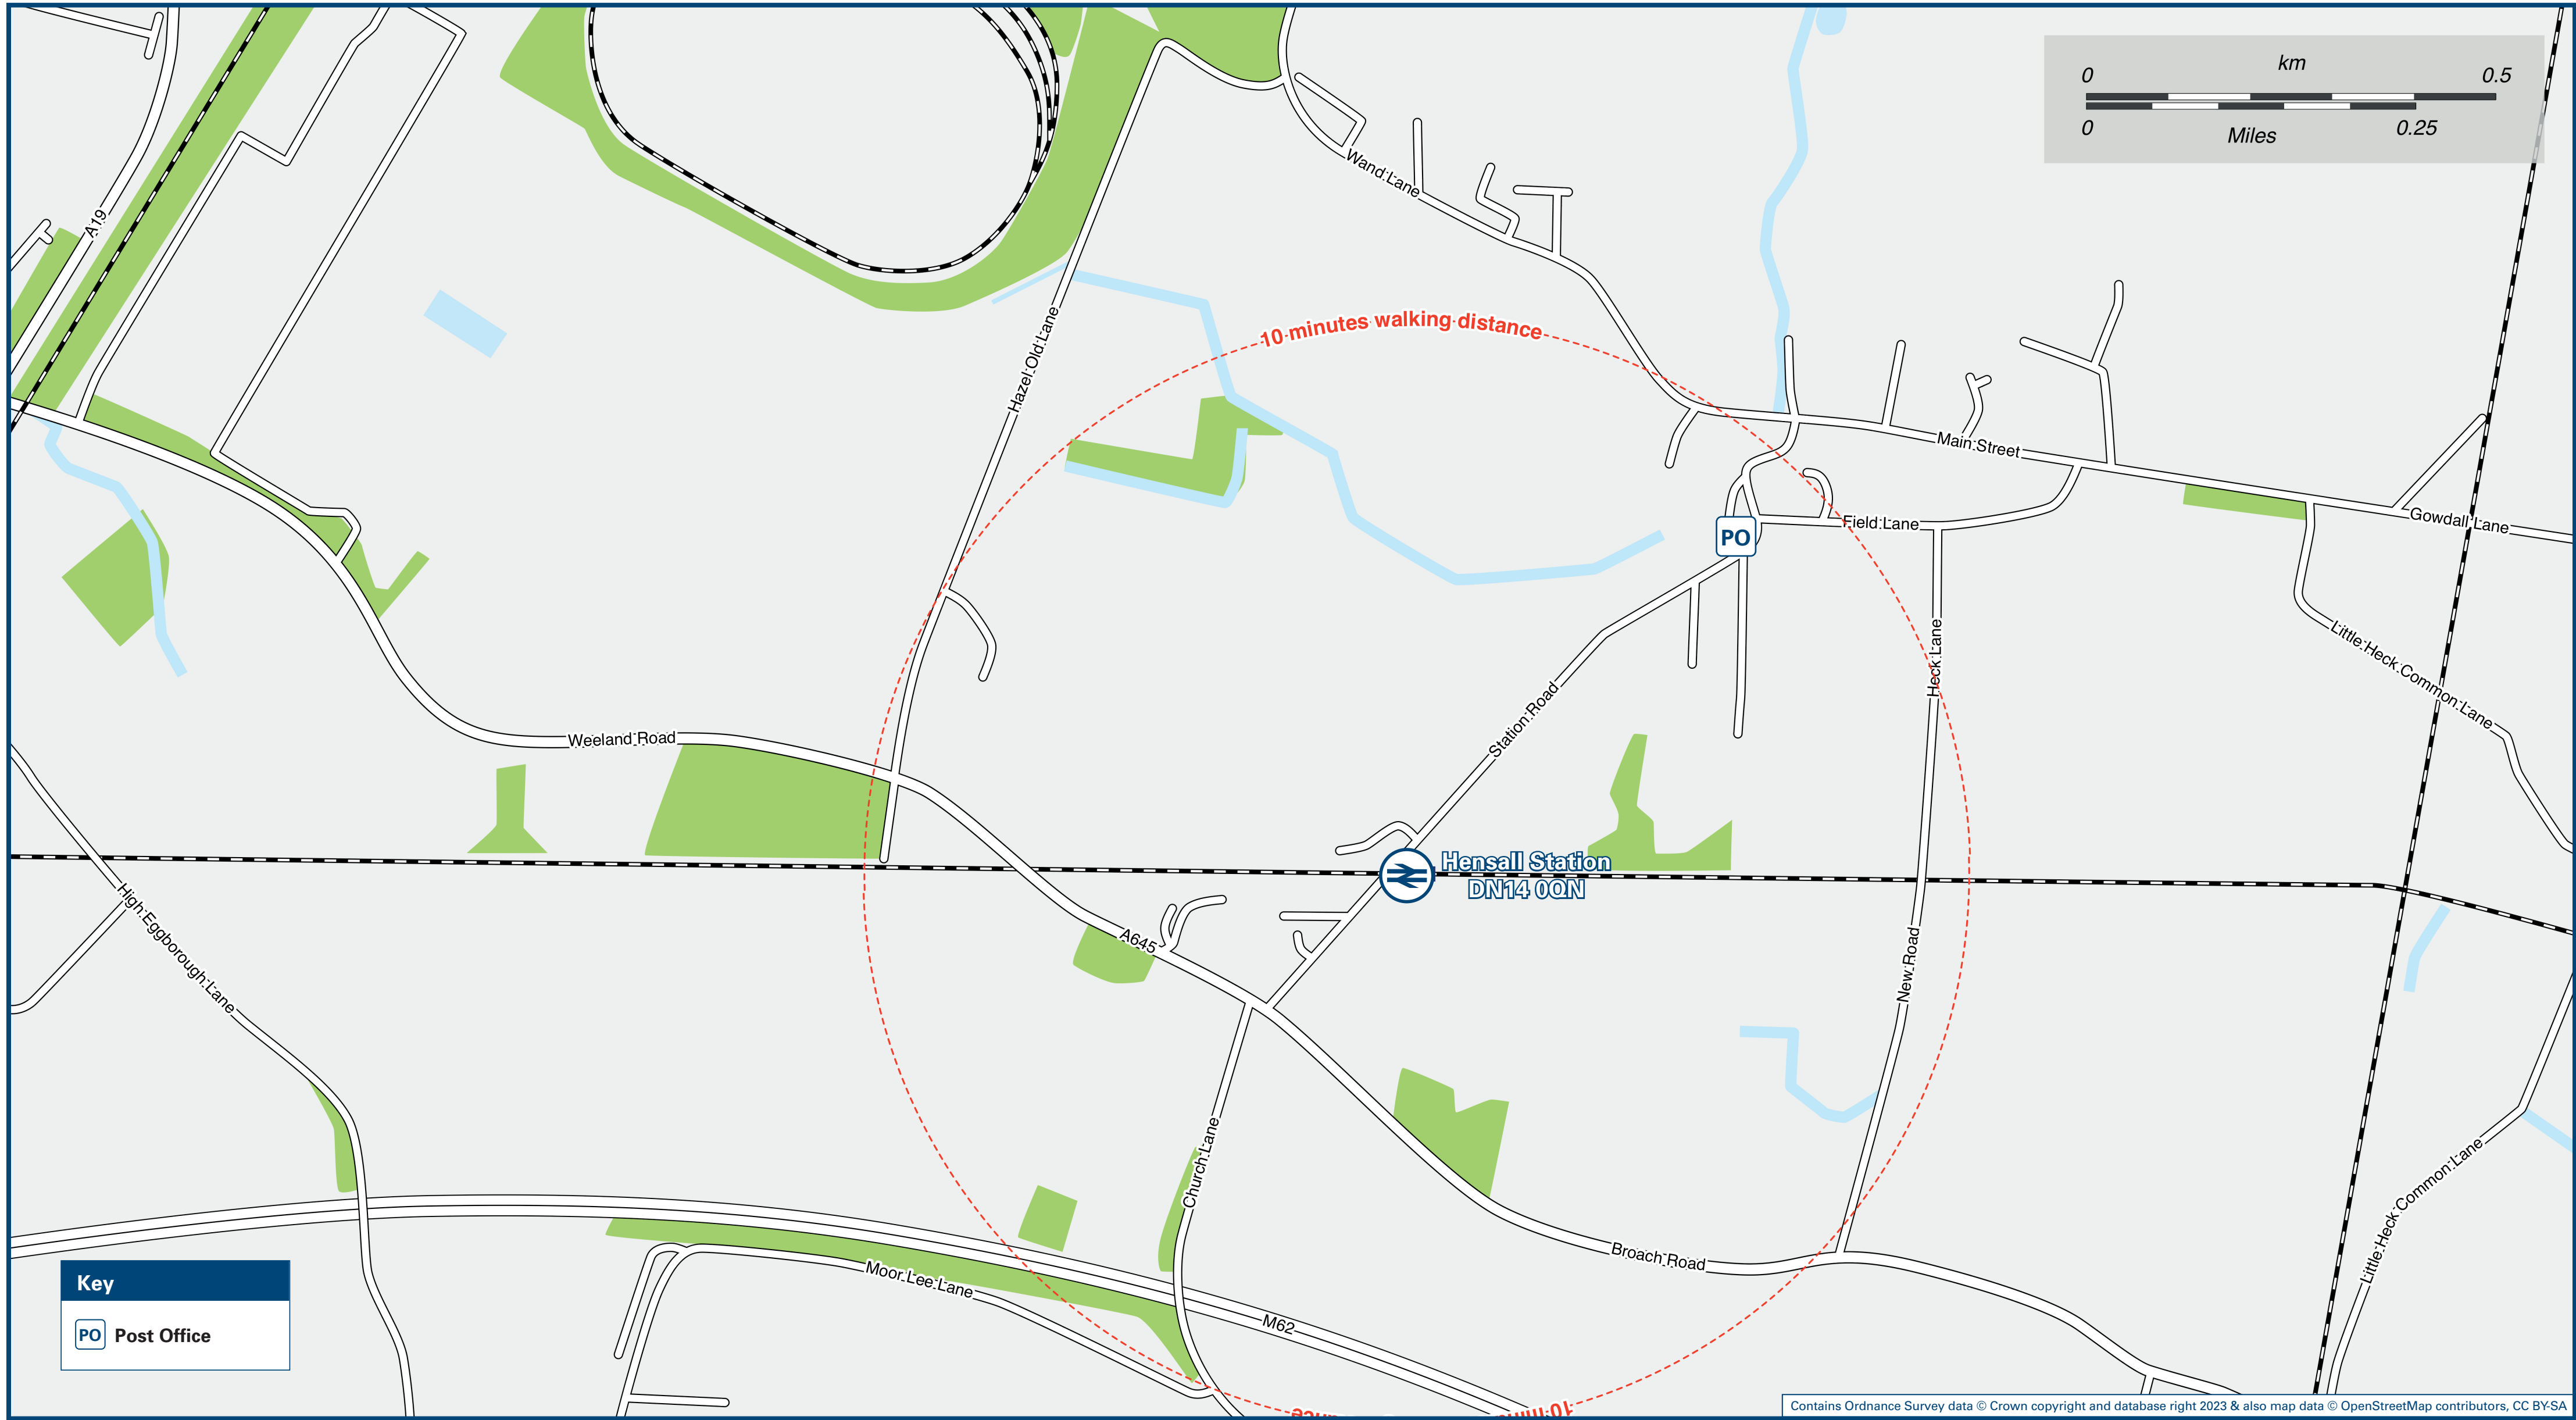 km
0 0.5
0 0.25
Miles
A19
Wand Lane
10 minutes walking distance
Hazel Old Lane
Main Street
Gowdall Lane
Field Lane
PO
Heck Lane
Little Heck Common Lane
Station Road
Weeland Road
Hensall Station
DN14 0QN
High Eggborough Lane
A645
New Road
Church Lane
Little Heck Common Lane
Broach Road
Moor Lee Lane
M62
Key
PO Post Office
Contains Ordnance Survey data © Crown copyright and database right 2023 & also map data © OpenStreetMap contributors, CC BY-SA